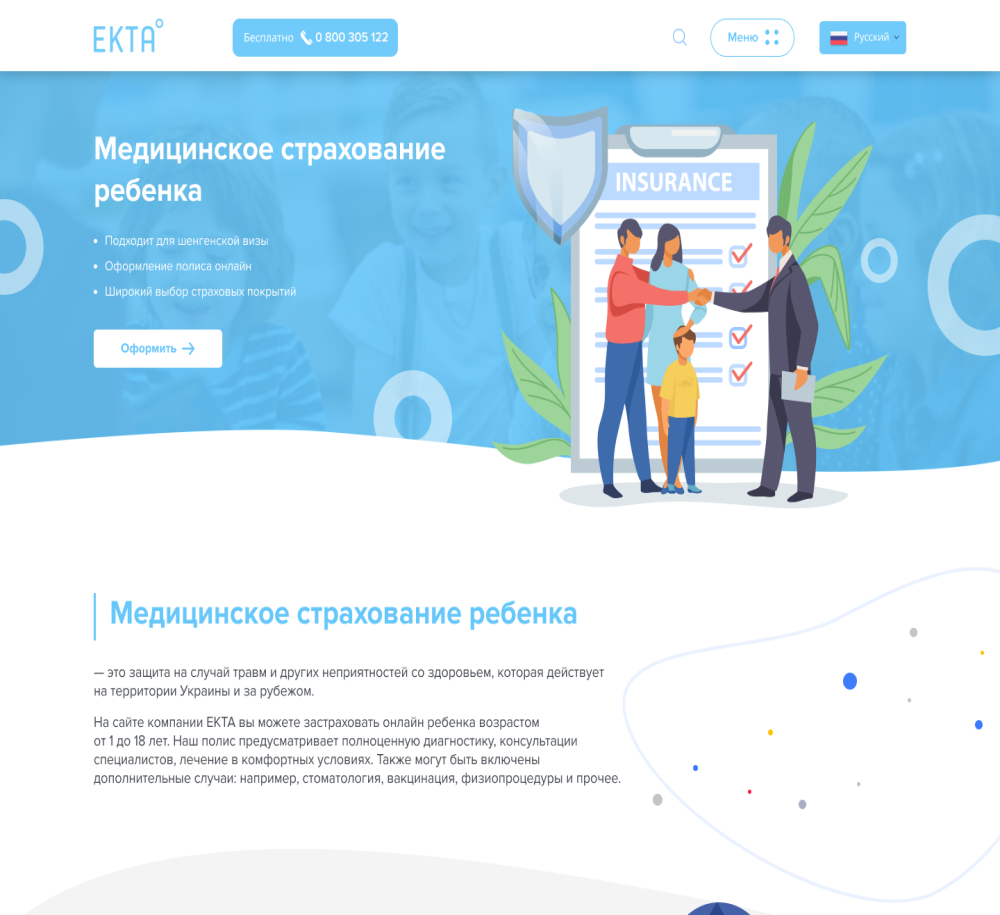 EKTA
Бесплатно 0 800 305 122
Меню
Русский
Медицинское страхование
ребенка
• Подходит для шенгенской визы
• Оформление полиса онлайн
• Широкий выбор страховых покрытий
Оформить
INSURANCE
Медицинское страхование ребенка
— это защита на случай травм и других неприятностей со здоровьем, которая действует
на территории Украины и за рубежом.
На сайте компании ЕКТА вы можете застраховать онлайн ребенка возрастом
от 1 до 18 лет. Наш полис предусматривает полноценную диагностику, консультации
специалистов, лечение в комфортных условиях. Также могут быть включены
дополнительные случаи: например, стоматология, вакцинация, физиопроцедуры и прочее.